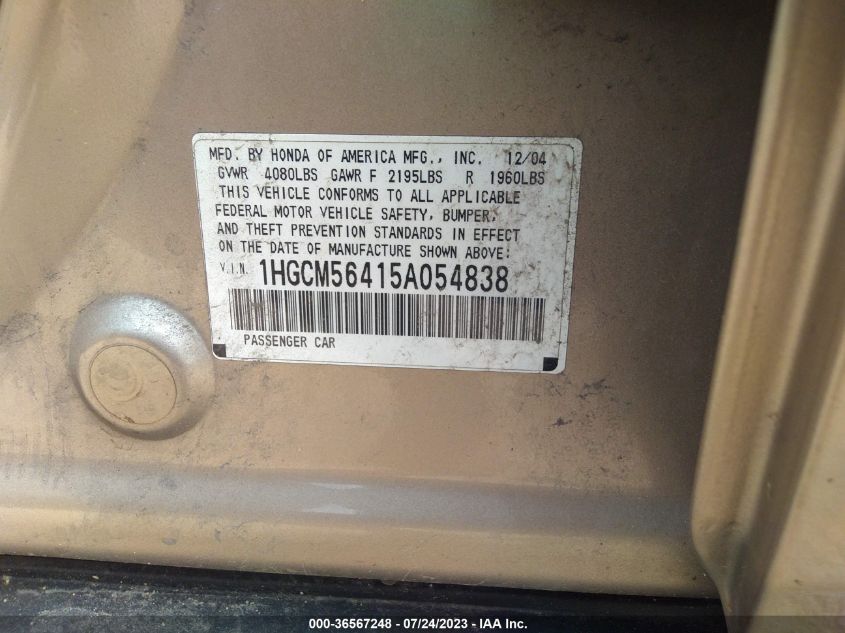 MFD. BY HONDA OF AMERICA MFG., INC. 12/04
GVWR 4080LBS GAWR F 2195LBS R 1960LBS
THIS VEHICLE CONFORMS TO ALL APPLICABLE
FEDERAL MOTOR VEHICLE SAFETY, BUMPER,
AND THEFT PREVENTION STANDARDS IN EFFECT
ON THE DATE OF MANUFACTURE SHOWN ABOVE:
V.I.N. 1HGCM56415A054838
PASSENGER CAR
000-36567248 - 07/24/2023 - IAA Inc.